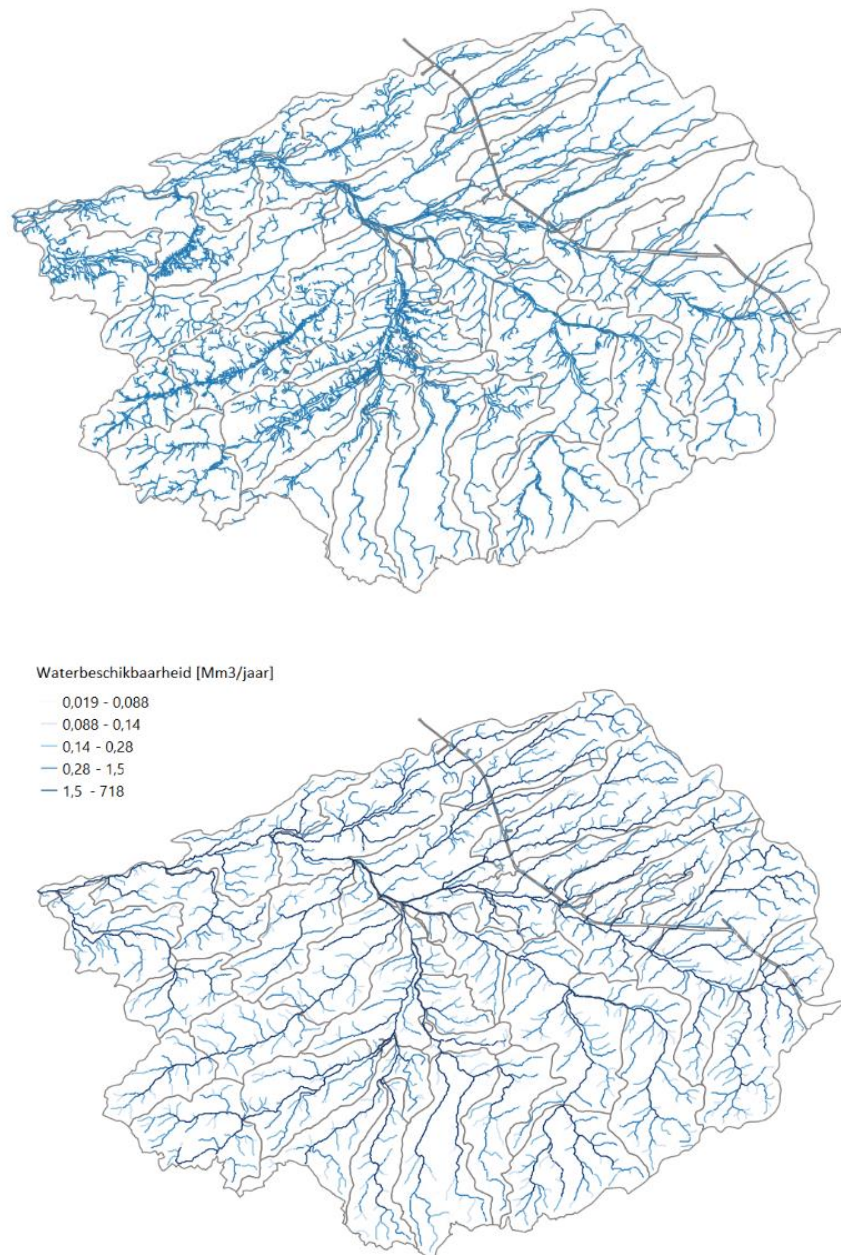 Waterbeschikbaarheid [Mm3/jaar]
0,019 - 0,088
0,088 - 0,14
0,14 - 0,28
0,28 - 1,5
1,5 - 718